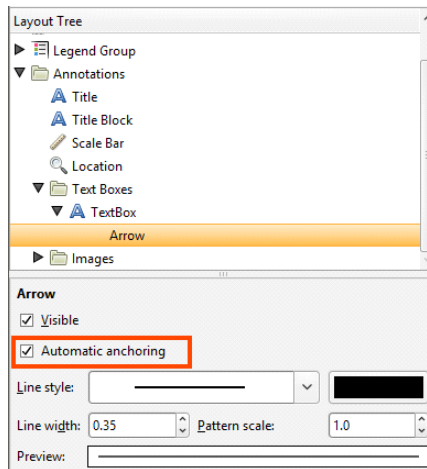 Layout Tree
Legend Group
Annotations
Title
Title Block
Scale Bar
Location
Text Boxes
TextBox
Arrow
Images
Arrow
Visible
Automatic anchoring
Line style:
Line width: 0.35 Pattern scale: 1.0
Preview: